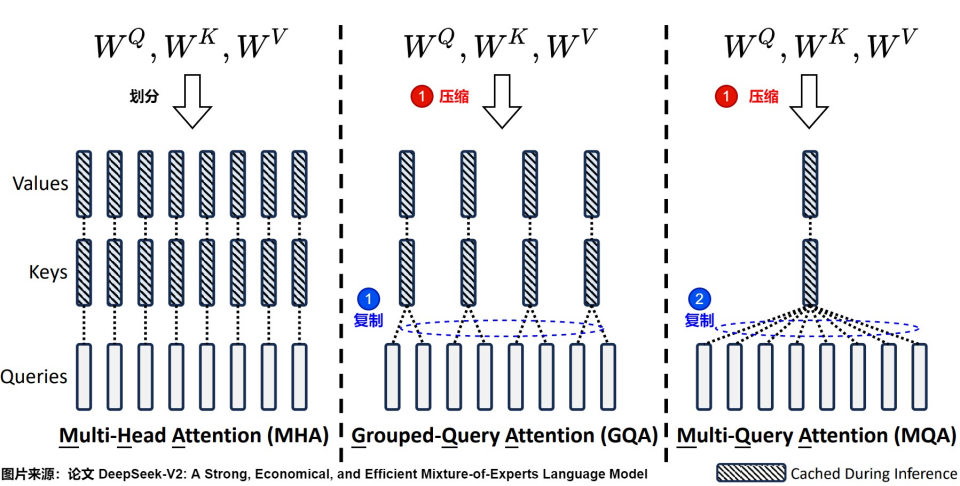 W^Q, W^K, W^V
W^Q, W^K, W^V
W^Q, W^K, W^V
划分
1 压缩
1 压缩
Values
Keys
1
复制
2
复制
Queries
Multi-Head Attention (MHA)
Grouped-Query Attention (GQA)
Multi-Query Attention (MQA)
图片来源：论文 DeepSeek-V2: A Strong, Economical, and Efficient Mixture-of-Experts Language Model
Cached During Inference